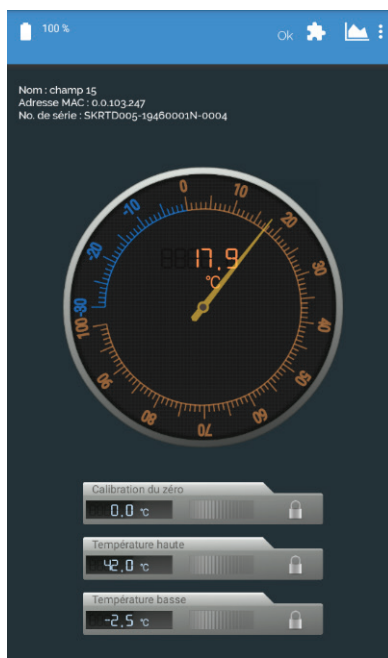 100 %
Ok
Nom : champ 15
Adresse MAC : 0.0.103.247
No. de série : SKRTD005-19460001N-0004
-30 -20 -10 0 10 20 30 40 50 60 70 80 90 100
17.9
°C
Calibration du zéro
0.0 °C
Température haute
42.0 °C
Température basse
-2.5 °C